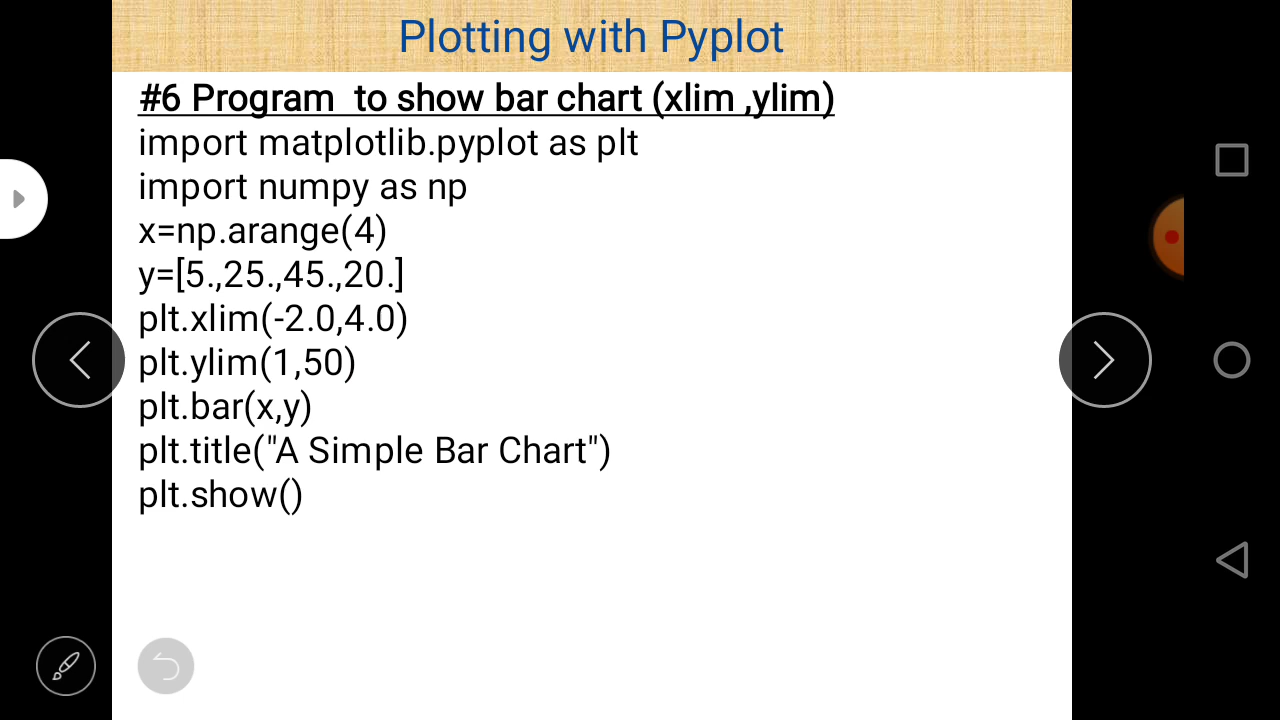 Plotting with Pyplot
#6 Program  to show bar chart (xlim ,ylim)
import matplotlib.pyplot as plt
import numpy as np
x=np.arange(4)
y=[5.,25.,45.,20.]
plt.xlim(-2.0,4.0)
plt.ylim(1,50)
plt.bar(x,y)
plt.title("A Simple Bar Chart")
plt.show()